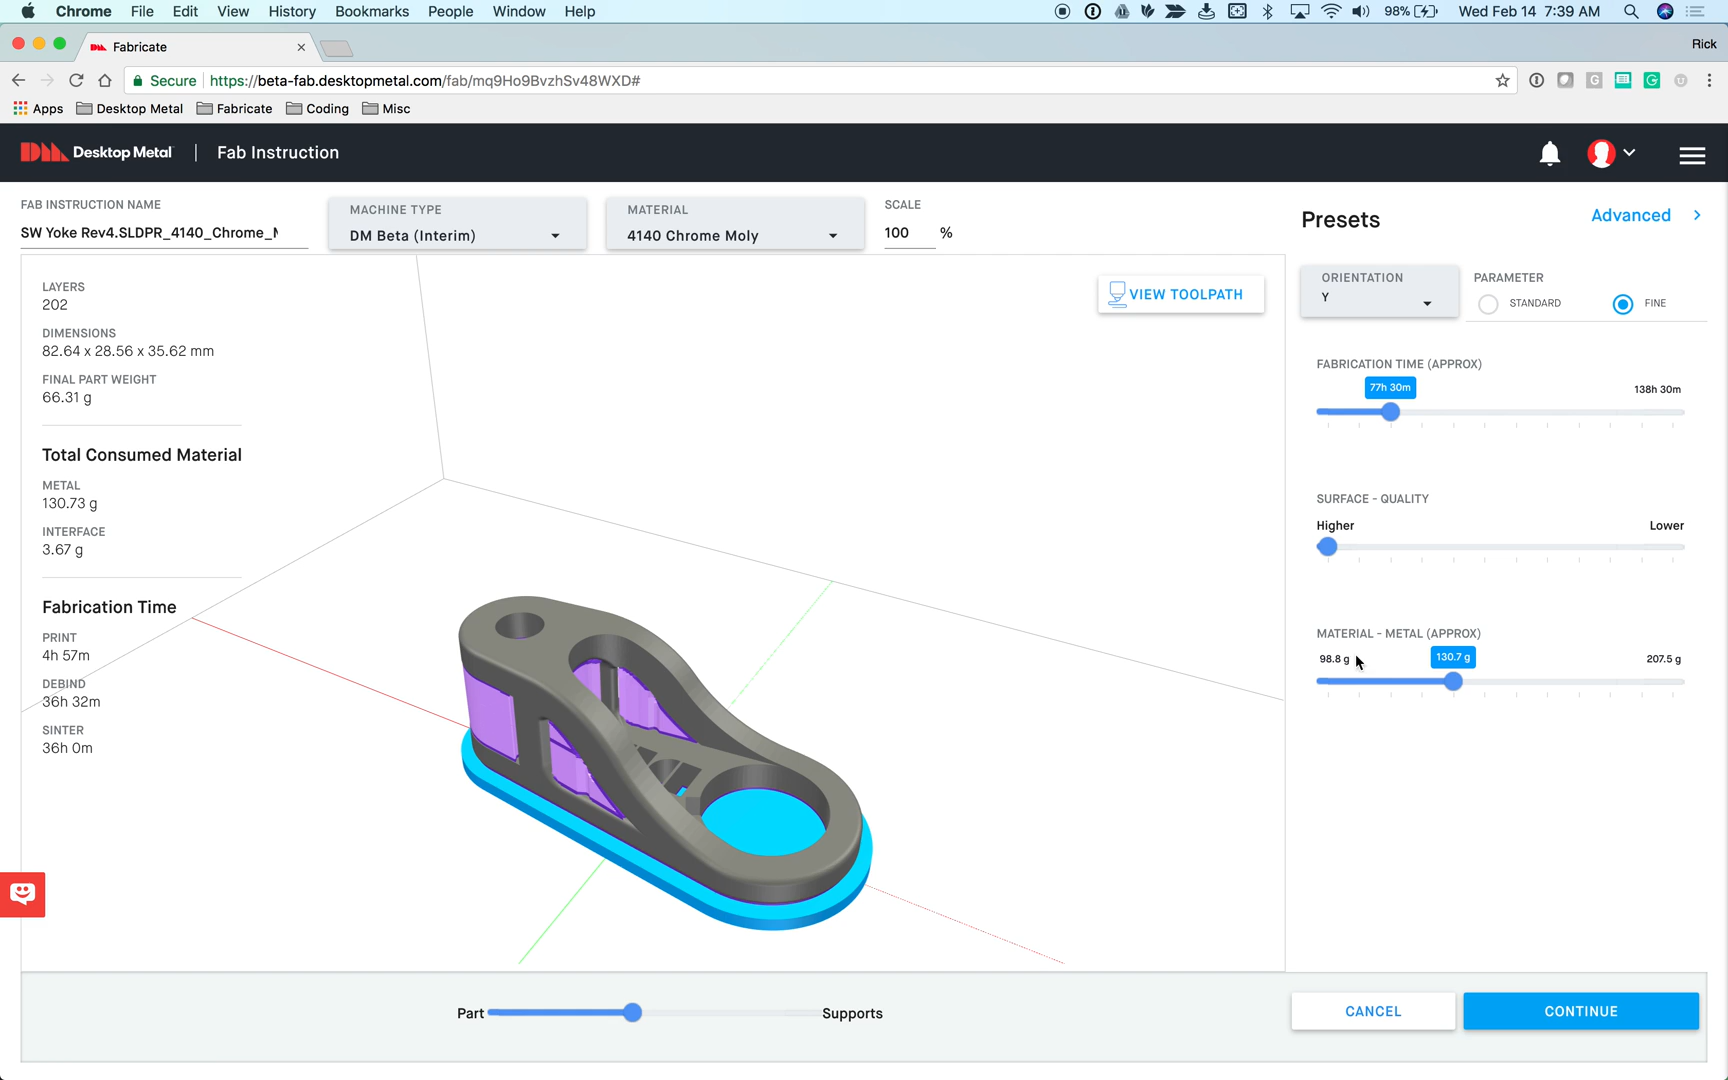 Chrome File Edit View History Bookmarks People Window Help 98% Wed Feb 14 7:39 AM
Fabricate Rick
Secure https://beta-fab.desktopmetal.com/fab/mq9Ho9BvzhSv48WXD#
Apps Desktop Metal Fabricate Coding Misc
Desktop Metal | Fab Instruction
FAB INSTRUCTION NAME
SW Yoke Rev4.SLDPR_4140_Chrome_M
MACHINE TYPE
DM Beta (Interim)
MATERIAL
4140 Chrome Moly
SCALE
100 %
LAYERS
202
DIMENSIONS
82.64 x 28.56 x 35.62 mm
FINAL PART WEIGHT
66.31 g
Total Consumed Material
METAL
130.73 g
INTERFACE
3.67 g
Fabrication Time
PRINT
4h 57m
DEBIND
36h 32m
SINTER
36h 0m
VIEW TOOLPATH
Presets
Advanced
ORIENTATION
Y
PARAMETER
STANDARD FINE
FABRICATION TIME (APPROX)
77h 30m 138h 30m
SURFACE - QUALITY
Higher Lower
MATERIAL - METAL (APPROX)
98.8 g 130.7 g 207.5 g
Part Supports
CANCEL CONTINUE